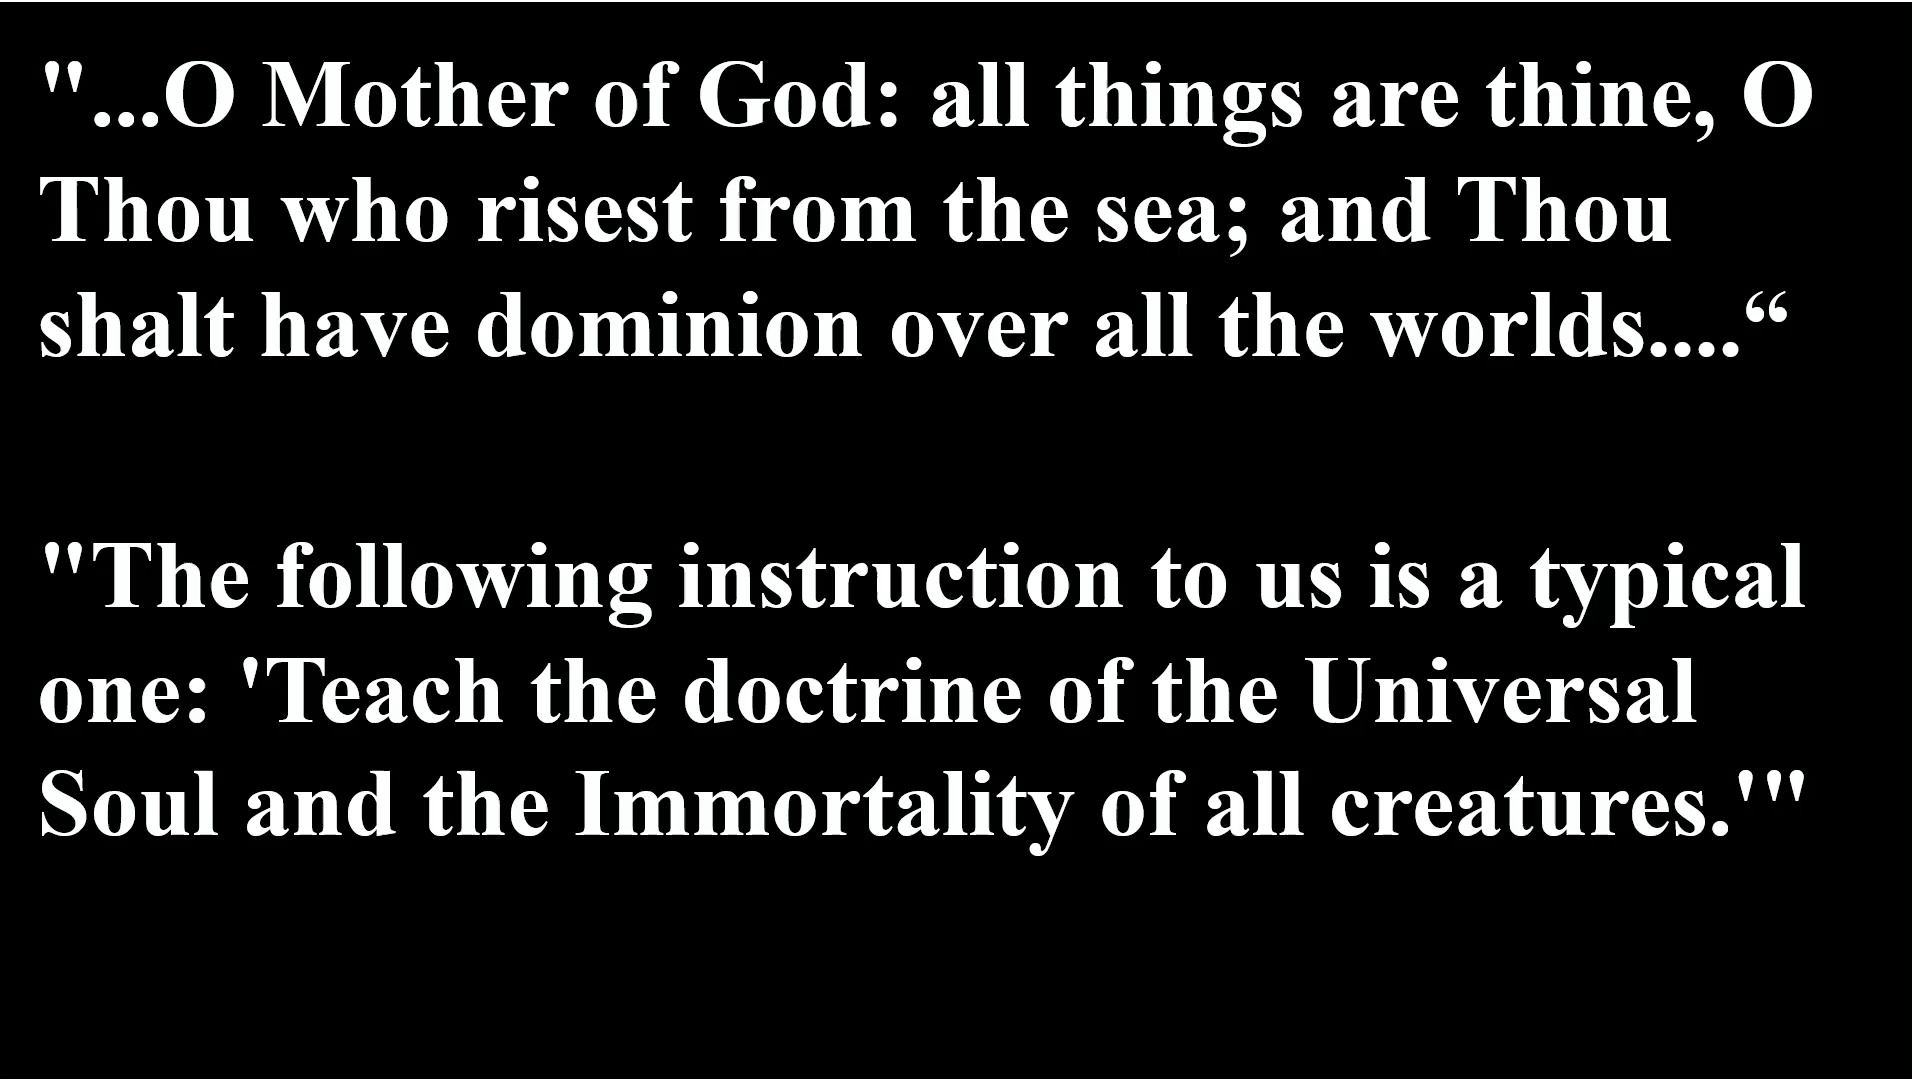 "...O Mother of God: all things are thine, O
Thou who risest from the sea; and Thou
shalt have dominion over all the worlds....“
"The following instruction to us is a typical
one: 'Teach the doctrine of the Universal
Soul and the Immortality of all creatures.'"